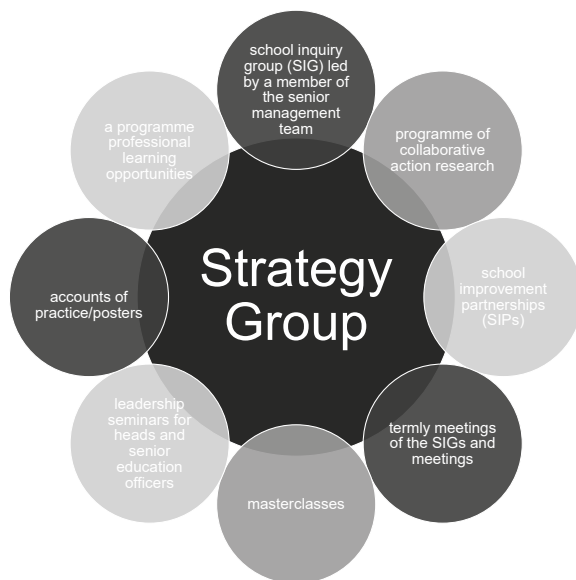 school inquiry
group (SIG) led
by a member of
the senior
management
team
programme of
collaborative
action research
school
improvement
partnerships
(SIPs)
termly meetings
of the SIGs and
meetings
masterclasses
leadership
seminars for
heads and
senior
education
officers
accounts of
practice/posters
a programme
professional
learning
opportunities
Strategy
Group